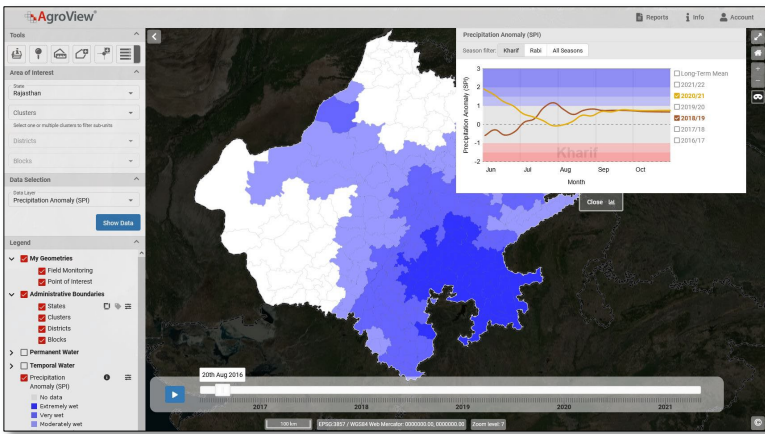 AgroView®
Reports
Info
Account
Tools
Area of Interest
State
Rajasthan
Clusters
Select one or multiple clusters to filter sub-units
Districts
Blocks
Data Selection
Data Layer
Precipitation Anomaly (SPI)
Show Data
Legend
My Geometries
Field Monitoring
Point of Interest
Administrative Boundaries
States
Clusters
Districts
Blocks
Permanent Water
Temporal Water
Precipitation
Anomaly (SPI)
No data
Extremely wet
Very wet
Moderately wet
Precipitation Anomaly (SPI)
Season filter: Kharif Rabi All Seasons
Precipitation Anomaly (SPI)
3
2
1
0
-1
-2
Kharif
Jun Jul Aug Sep Oct
Month
Long-Term Mean
2021/22
2020/21
2019/20
2018/19
2017/18
2016/17
Close
20th Aug 2016
2017 2018 2019 2020 2021
100 km
EPSG:3857 / WGS84 Web Mercator: 0000000.00, 0000000.00
Zoom level: 7